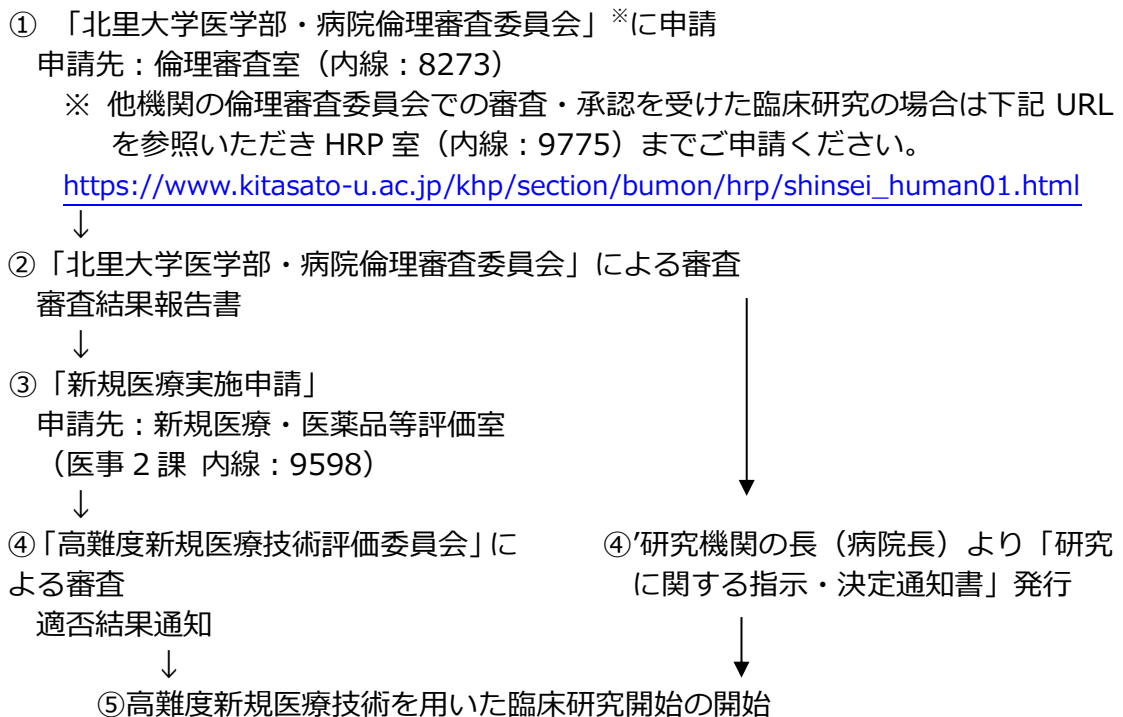 ① 「北里大学医学部・病院倫理審査委員会」※に申請
申請先：倫理審査室（内線：8273）
※ 他機関の倫理審査委員会での審査・承認を受けた臨床研究の場合は下記 URL
を参照いただき HRP 室（内線：9775）までご申請ください。
https://www.kitasato-u.ac.jp/khp/section/bumon/hrp/shinsei_human01.html
↓
②「北里大学医学部・病院倫理審査委員会」による審査
審査結果報告書
↓
③「新規医療実施申請」
申請先：新規医療・医薬品等評価室
（医事 2 課 内線：9598）
↓
④「高難度新規医療技術評価委員会」に
よる審査
適否結果通知
↓
④’研究機関の長（病院長）より「研究
に関する指示・決定通知書」発行
⑤高難度新規医療技術を用いた臨床研究開始の開始